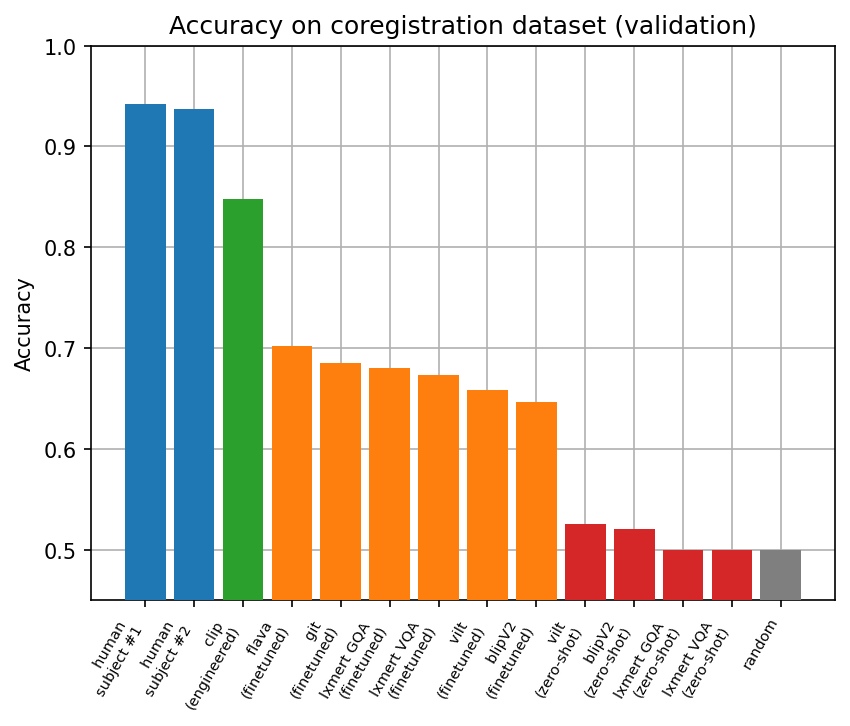 Accuracy on coregistration dataset (validation)
1.0
0.9
0.8
0.7
0.6
0.5
Accuracy
human
subject #1
human
subject #2
clip
(engineered)
flava
(finetuned)
git
(finetuned)
lxmert GQA
(finetuned)
lxmert VQA
(finetuned)
vilt
(finetuned)
blipV2
(finetuned)
vilt
(zero-shot)
blipV2
(zero-shot)
lxmert GQA
(zero-shot)
lxmert VQA
(zero-shot)
random